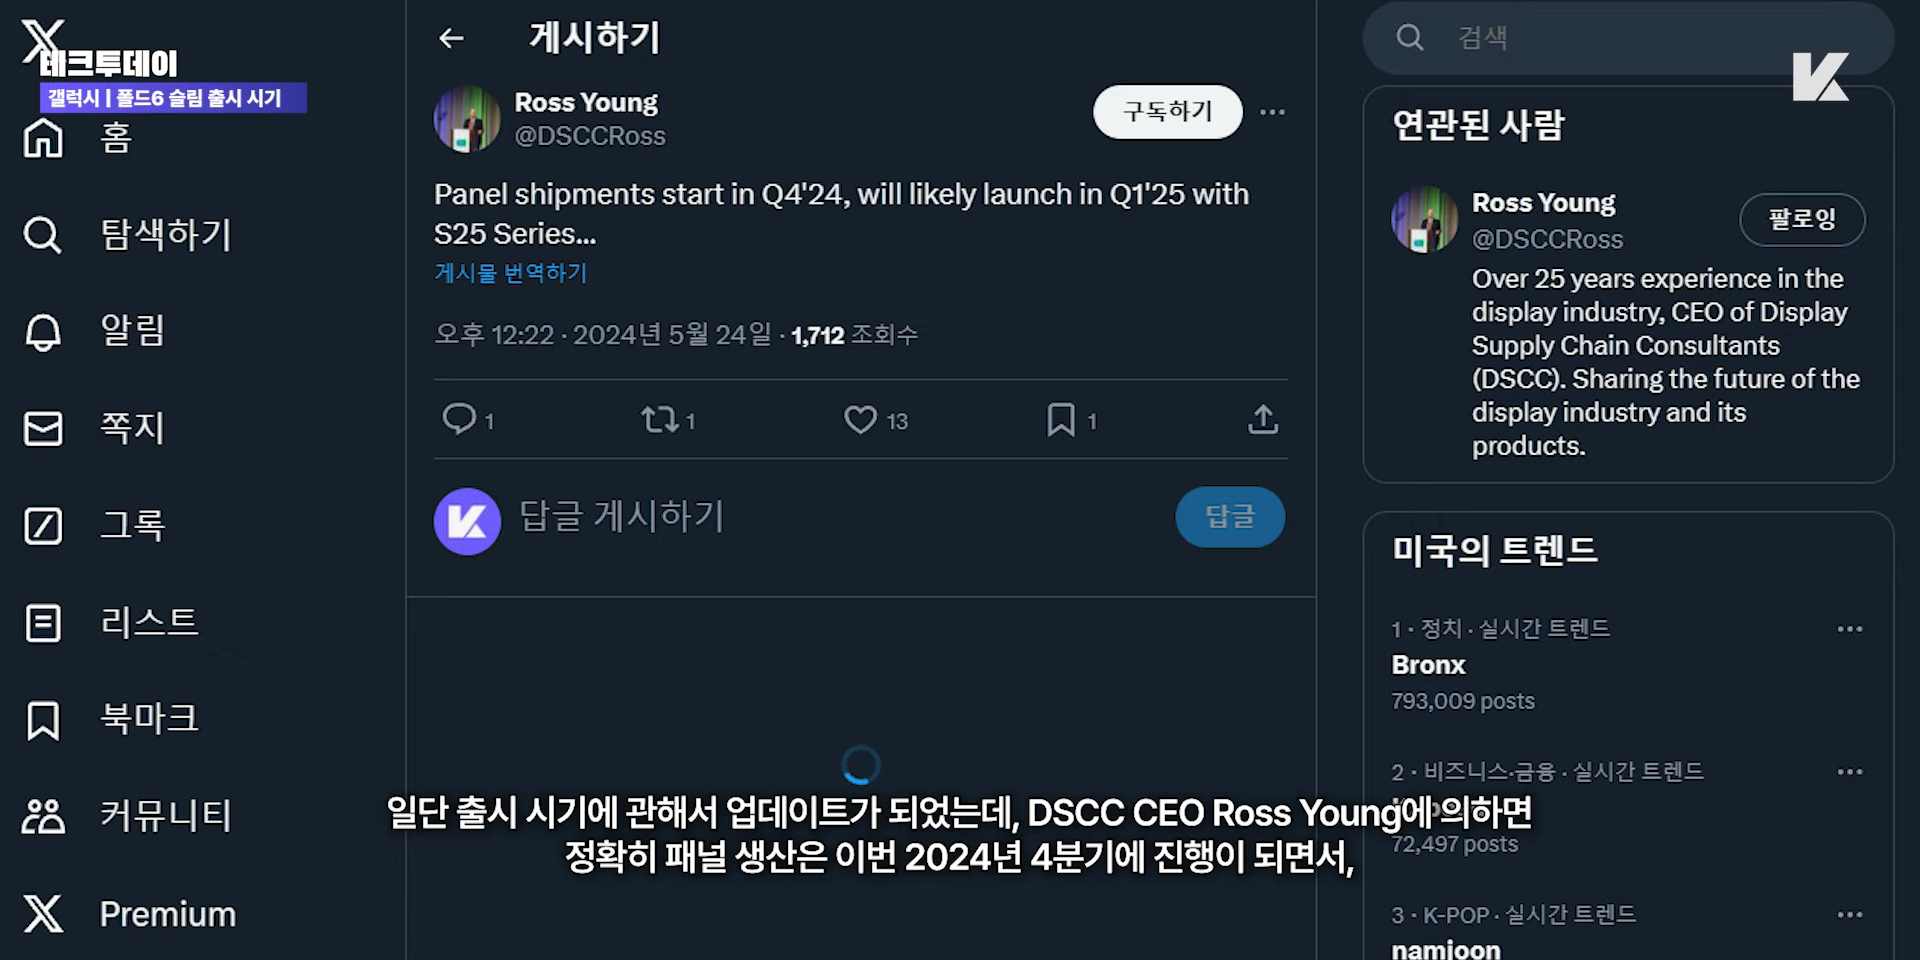 테크투데이
갤럭시 | 폴드6 슬림 출시 시기
홈
탐색하기
알림
쪽지
그록
리스트
북마크
커뮤니티
Premium
게시하기
Ross Young
@DSCCRoss
구독하기
Panel shipments start in Q4'24, will likely launch in Q1'25 with
S25 Series...
게시물 번역하기
오후 12:22 · 2024년 5월 24일 · 1,712 조회수
1
1
13
1
답글 게시하기
답글
검색
연관된 사람
Ross Young
@DSCCRoss
팔로잉
Over 25 years experience in the
display industry, CEO of Display
Supply Chain Consultants
(DSCC). Sharing the future of the
display industry and its
products.
미국의 트렌드
1 · 정치 · 실시간 트렌드
Bronx
793,009 posts
2 · 비즈니스·금융 · 실시간 트렌드
72,497 posts
3 · K-POP · 실시간 트렌드
namjoon
일단 출시 시기에 관해서 업데이트가 되었는데, DSCC CEO Ross Young에 의하면
정확히 패널 생산은 이번 2024년 4분기에 진행이 되면서,